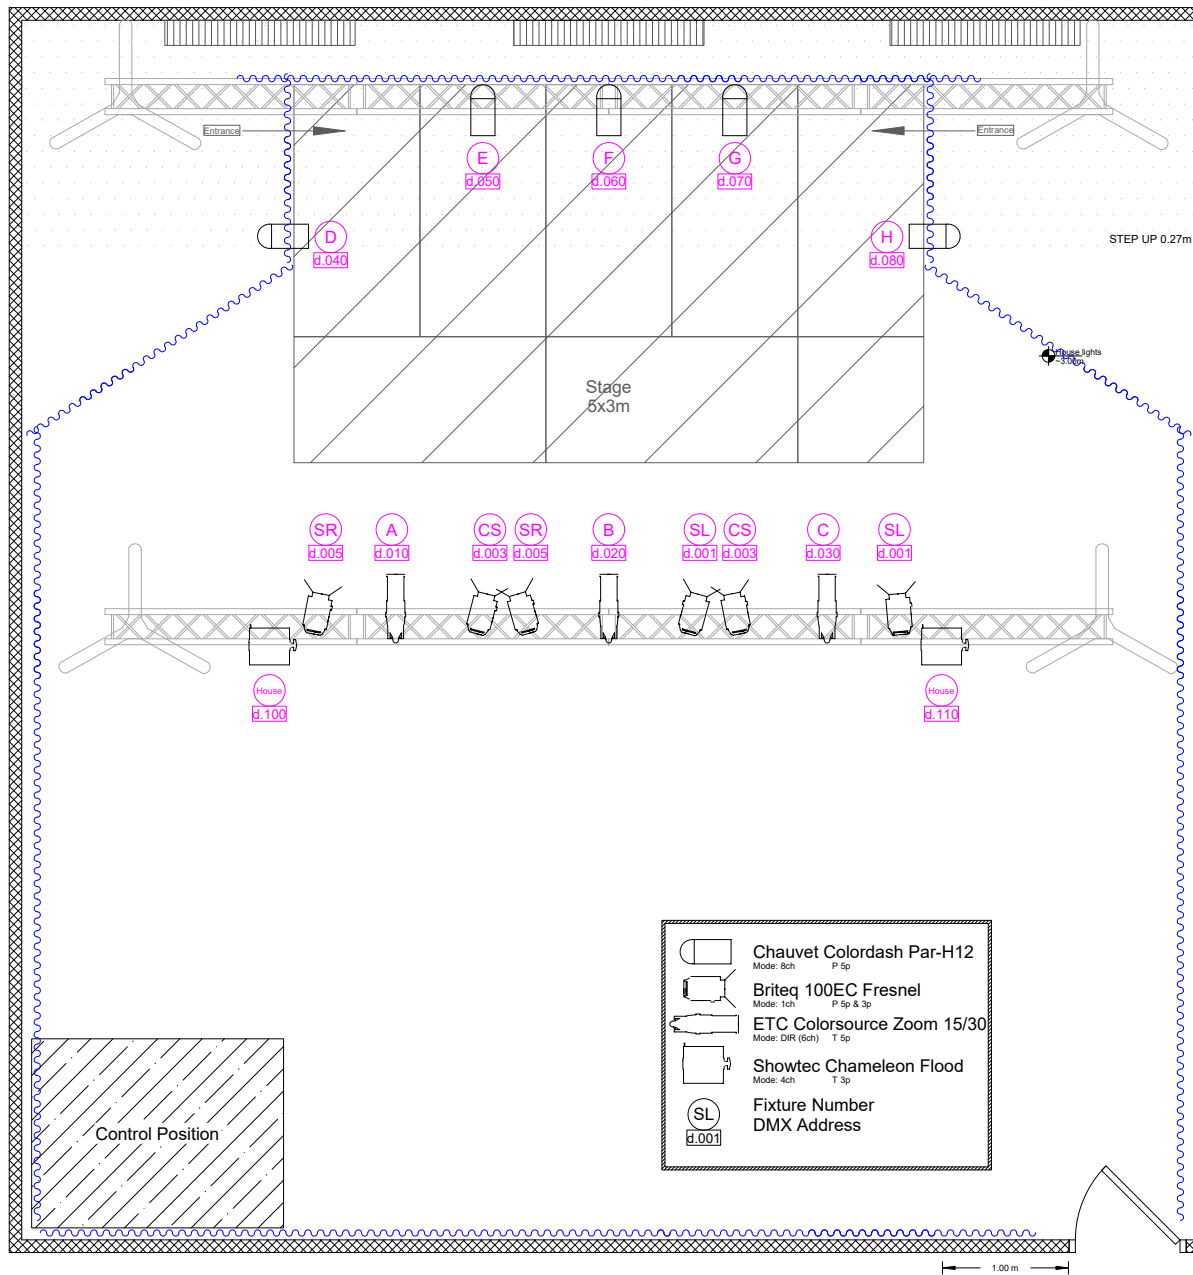 Entrance
Entrance
E
F
G
d.050
d.060
d.070
D
H
d.040
d.080
STEP UP 0.27m
House lights
~3.00m
Stage
5x3m
SR
A
CS
SR
B
SL
CS
C
SL
d.005
d.010
d.003
d.005
d.020
d.001
d.003
d.030
d.001
House
House
d.100
d.110
Chauvet Colordash Par-H12
Mode: 8ch P 5p
Briteq 100EC Fresnel
Mode: 1ch P 5p & 3p
ETC Colorsource Zoom 15/30
Mode: DIR (6ch) T 5p
Showtec Chameleon Flood
Mode: 4ch T 3p
SL
Fixture Number
d.001
DMX Address
Control Position
1.00 m